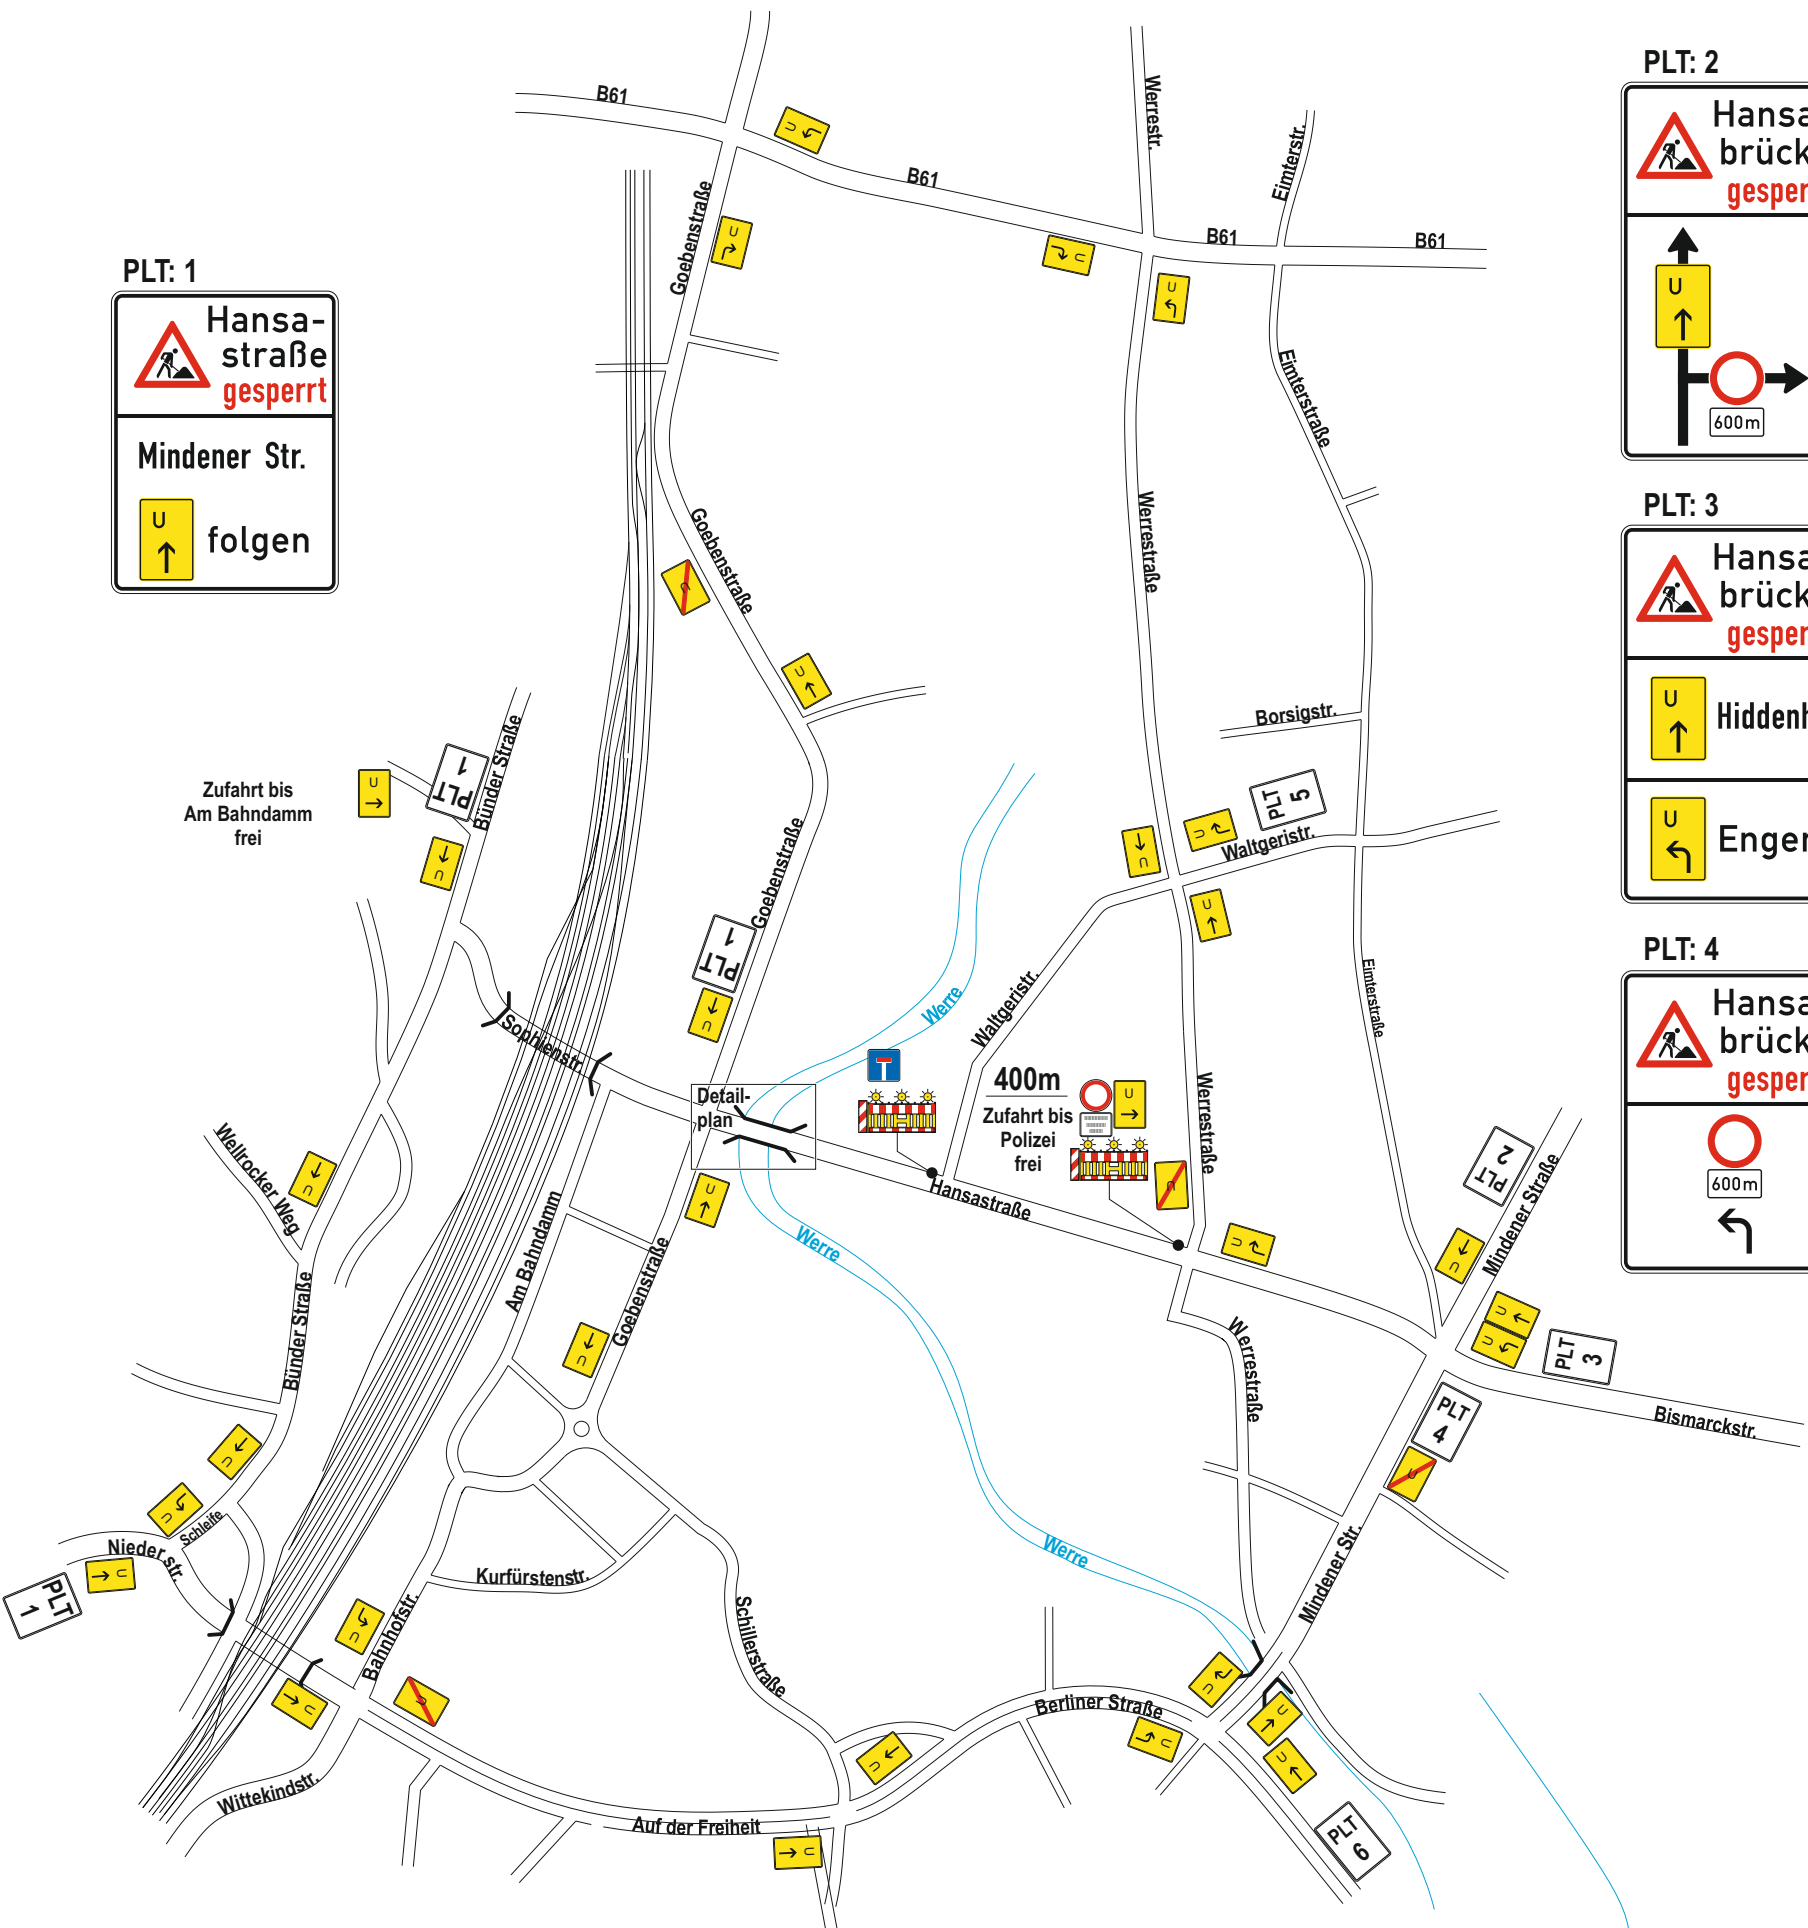 PLT: 1
Hansa-
straße
gesperrt
Mindener Str.
U
folgen
PLT: 2
Hansa
brück
gesper
U
600m
PLT: 3
Hansa
brück
gesper
U
Hiddenh
U
Enger
PLT: 4
Hansa
brück
gesper
600m
B61
U
Goebenstraße
U
B61
Werrestr.
Eimterstr.
U
B61
B61
U
Eimterstraße
Goebenstraße
U
U
Werrestraße
Borsigstr.
Bünder Straße
PLT
1
Zufahrt bis
Am Bahndamm
frei
U
U
Goebenstraße
PLT
1
U
U
U
PLT
5
Waltgeristr.
U
Waltgeristr.
Eimterstraße
Werre
Sophienstr.
Detail-
plan
400m
Zufahrt bis
Polizei
frei
U
U
Werrestraße
Hansastraße
U
PLT
2
Mindener Straße
U
U
U
PLT
3
Bismarckstr.
PLT
4
U
Wellrocker Weg
U
Am Bahndamm
U
Goebenstraße
U
Werre
Werrestraße
Bünder Straße
U
U
Schleife
Nieder str.
U
PLT
1
Kurfürstenstr.
Bahnhofstr.
U
U
U
Schillerstraße
Werre
Mindener Str.
U
U
U
PLT
6
Berliner Straße
U
U
Wittekindstr.
Auf der Freiheit
U